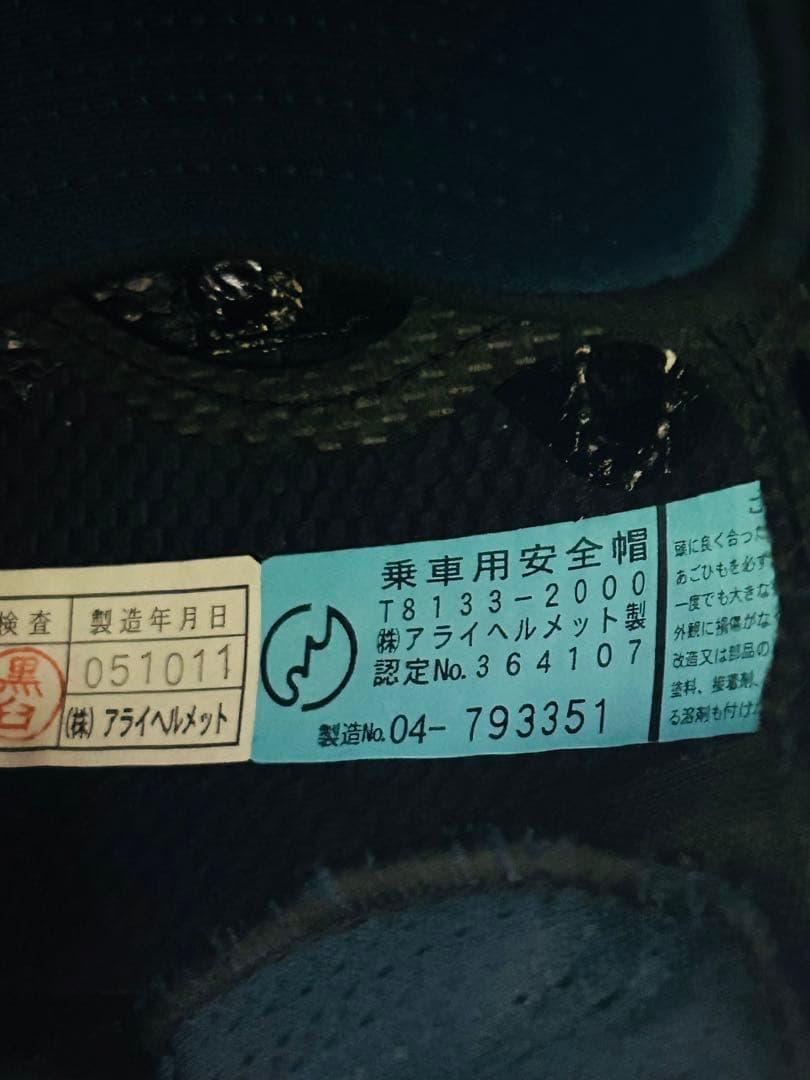 検査
製造年月日
黒臼
051011
(株) アライヘルメット
乗車用安全帽
T8133-2000
㈱アライヘルメット製
認定No.364107
製造No.04-793351
頭に良く合った
あごひもを必ず
一度でも大きな
外観に損傷がな
改造又は部品の
塗料、接着剤、
る溶剤も付けか